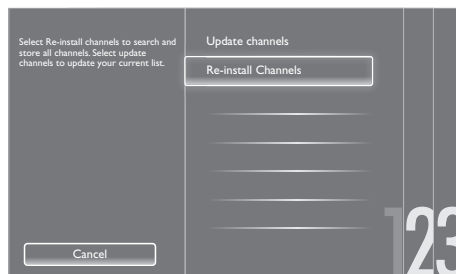 Select Re-install channels to search and
store all channels. Select update
channels to update your current list.
Update channels
Re-install Channels
Cancel
123